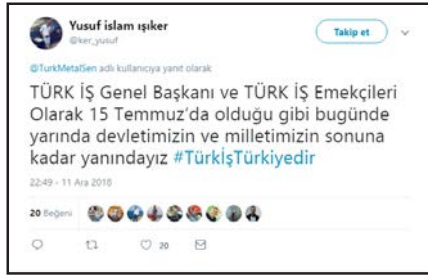 Yusuf islam ışıker
@ker_yusuf
Takip et
@TurkMetalSen adlı kullanıcıya yanıt olarak
TÜRK İŞ Genel Başkanı ve TÜRK İŞ Emekçileri
Olarak 15 Temmuz'da olduğu gibi bugünde
yarında devletimizin ve milletimizin sonuna
kadar yanındayız #TürkİşTürkiyedir
22:49 - 11 Ara 2018
20 Beğeni
20